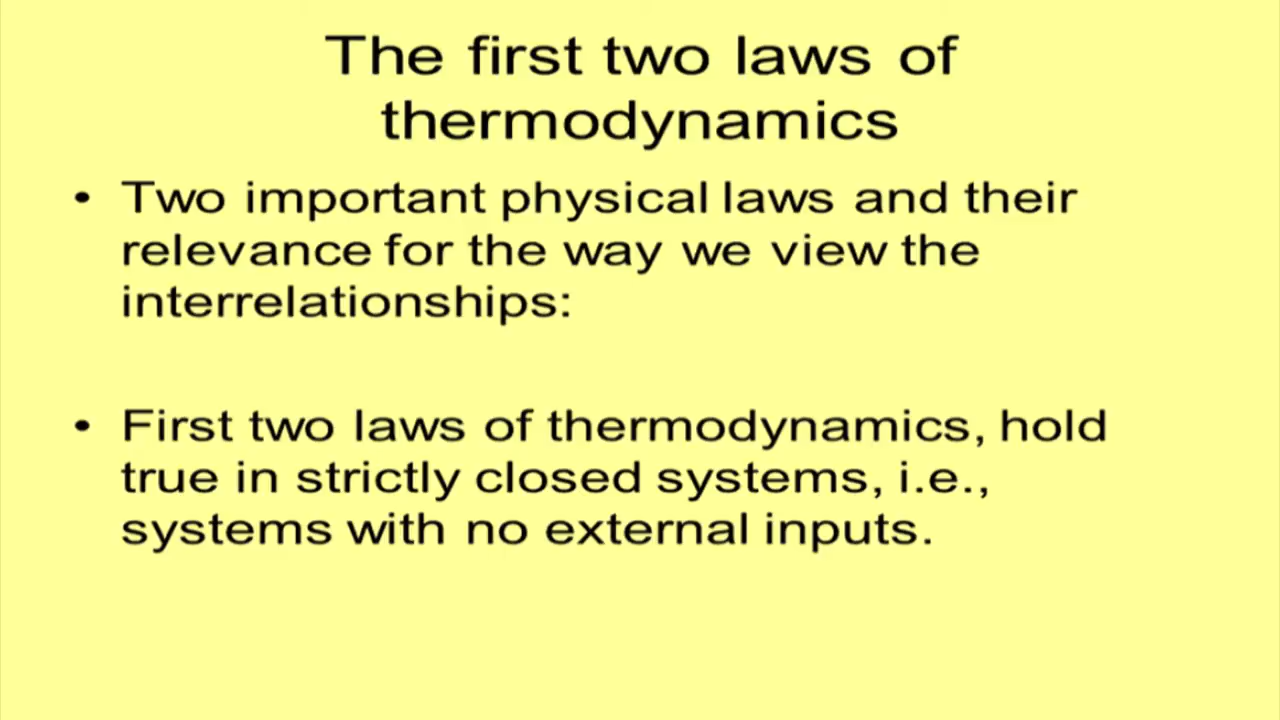 The first two laws of
thermodynamics
• Two important physical laws and their
relevance for the way we view the
interrelationships:
• First two laws of thermodynamics, hold
true in strictly closed systems, i.e.,
systems with no external inputs.